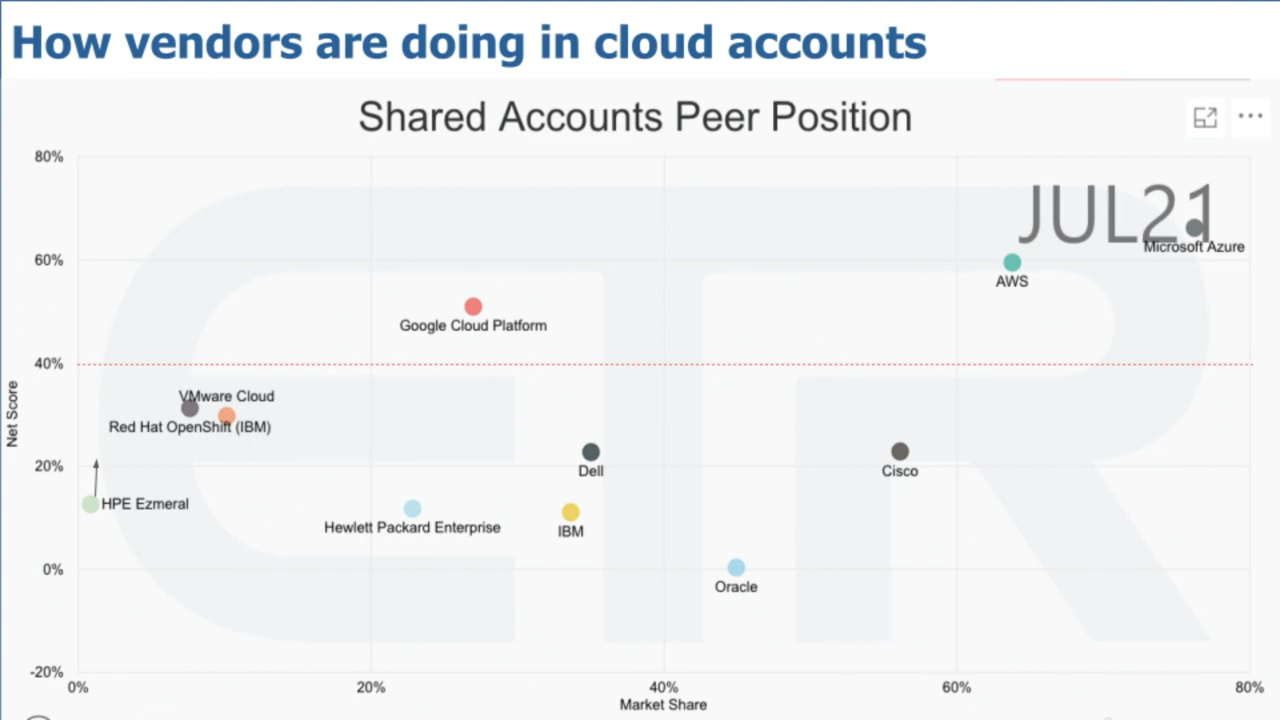 How vendors are doing in cloud accounts
Shared Accounts Peer Position
80%
JUL21
Microsoft Azure
60%
AWS
Google Cloud Platform
40%
VMware Cloud
Red Hat OpenShift (IBM)
Net Score
20%
Dell
Cisco
HPE Ezmeral
Hewlett Packard Enterprise
IBM
0%
Oracle
-20%
0%
20%
40%
60%
80%
Market Share
ETR